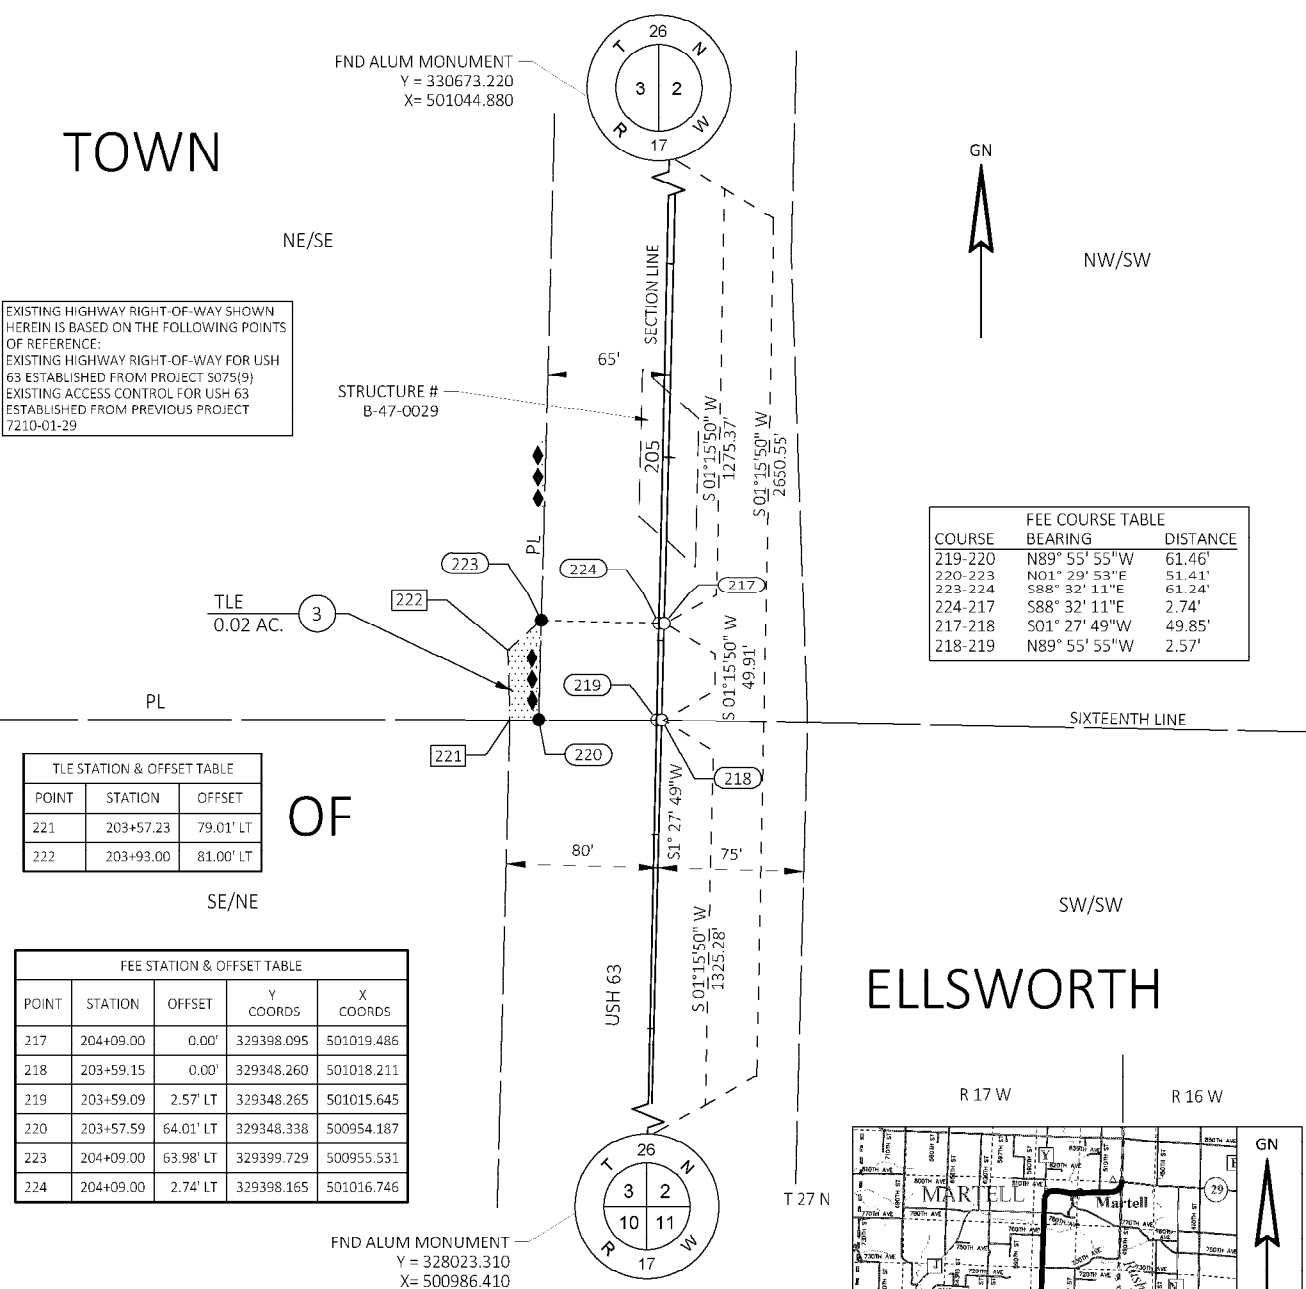 FND ALUM MONUMENT
Y = 330673.220
X= 501044.880
26
T N
3 2
R W
17
TOWN
GN
NE/SE
NW/SW
EXISTING HIGHWAY RIGHT-OF-WAY SHOWN
HEREIN IS BASED ON THE FOLLOWING POINTS
OF REFERENCE:
EXISTING HIGHWAY RIGHT-OF-WAY FOR USH
63 ESTABLISHED FROM PROJECT S075(9)
EXISTING ACCESS CONTROL FOR USH 63
ESTABLISHED FROM PREVIOUS PROJECT
7210-01-29
SECTION LINE
65'
STRUCTURE #
B-47-0029
205
S 01°15'50" W
1275.37'
S 01°15'50" W
2650.55'
FEE COURSE TABLE
COURSE BEARING DISTANCE
219-220 N89° 55' 55"W 61.46'
220-223 N01° 29' 53"E 51.41'
223-224 S88° 32' 11"E 61.24'
224-217 S88° 32' 11"E 2.74'
217-218 S01° 27' 49"W 49.85'
218-219 N89° 55' 55"W 2.57'
PL
223
224
217
222
TLE
0.02 AC.
3
S 01°15'50" W
49.91'
219
PL
SIXTEENTH LINE
221
220
218
TLE STATION & OFFSET TABLE
POINT STATION OFFSET
221 203+57.23 79.01' LT
222 203+93.00 81.00' LT
OF
S1° 27' 49"W
80'
75'
SE/NE
SW/SW
S 01°15'50" W
1325.28'
USH 63
ELLSWORTH
FEE STATION & OFFSET TABLE
POINT STATION OFFSET Y COORDS X COORDS
217 204+09.00 0.00' 329398.095 501019.486
218 203+59.15 0.00' 329348.260 501018.211
219 203+59.09 2.57' LT 329348.265 501015.645
220 203+57.59 64.01' LT 329348.338 500954.187
223 204+09.00 63.98' LT 329399.729 500955.531
224 204+09.00 2.74' LT 329398.165 501016.746
R 17 W
R 16 W
T 27 N
26
T N
3 2
10 11
R W
17
FND ALUM MONUMENT
Y = 328023.310
X= 500986.410
GN
Y
MARTELL
Martell
29